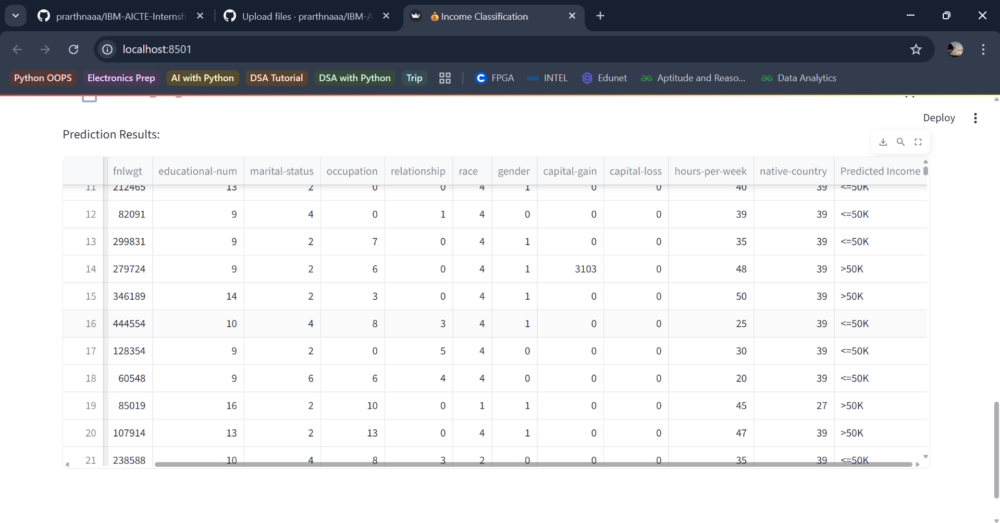 prarthnaaa/IBM-AICTE-Internsh
Upload files · prarthnaaa/IBM-A
💰Income Classification
localhost:8501
Python OOPS Electronics Prep AI with Python DSA Tutorial DSA with Python Trip FPGA intel INTEL Edunet Aptitude and Reaso... Data Analytics
Deploy
Prediction Results:
fnlwgt educational-num marital-status occupation relationship race gender capital-gain capital-loss hours-per-week native-country Predicted Income
11 212465 13 2 0 0 4 1 0 0 40 39 <=50K
12 82091 9 4 0 1 4 0 0 0 39 39 <=50K
13 299831 9 2 7 0 4 1 0 0 35 39 <=50K
14 279724 9 2 6 0 4 1 3103 0 48 39 >50K
15 346189 14 2 3 0 4 1 0 0 50 39 >50K
16 444554 10 4 8 3 4 1 0 0 25 39 <=50K
17 128354 9 2 0 5 4 0 0 0 30 39 <=50K
18 60548 9 6 6 4 4 0 0 0 20 39 <=50K
19 85019 16 2 10 0 1 1 0 0 45 27 >50K
20 107914 13 2 13 0 4 1 0 0 47 39 >50K
21 238588 10 4 8 3 2 0 0 0 35 39 <=50K